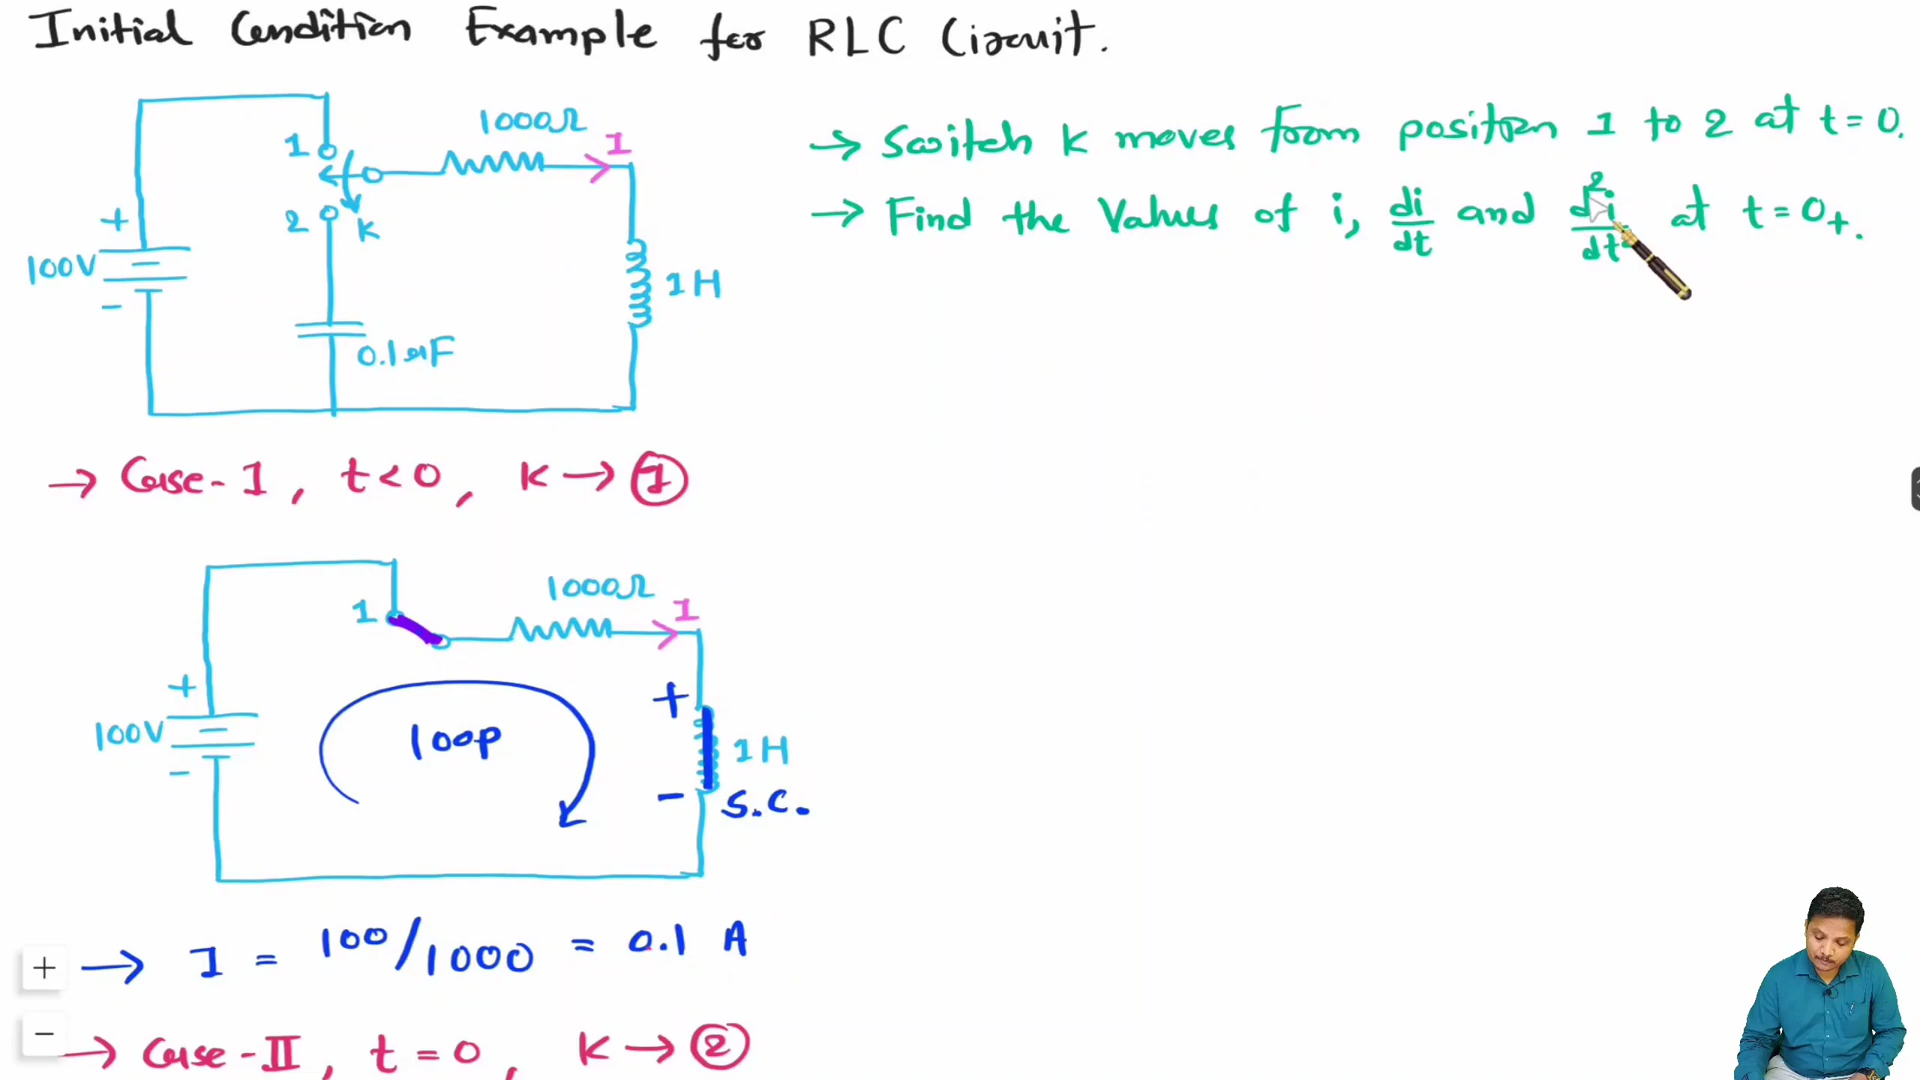 Initial Condition Example for RLC Circuit.
1000Ω
I
1
2
K
+
100V
-
1H
0.1μF
→ Switch K moves from position 1 to 2 at t=0.
→ Find the Values of i, di/dt and d²i/dt² at t=0+.
→ Case-I, t<0, K→①
1000Ω
I
1
+
100V
-
loop
+
1H
-
S.C.
→ I = 100/1000 = 0.1 A
→ Case-II, t=0, K→②
+
−